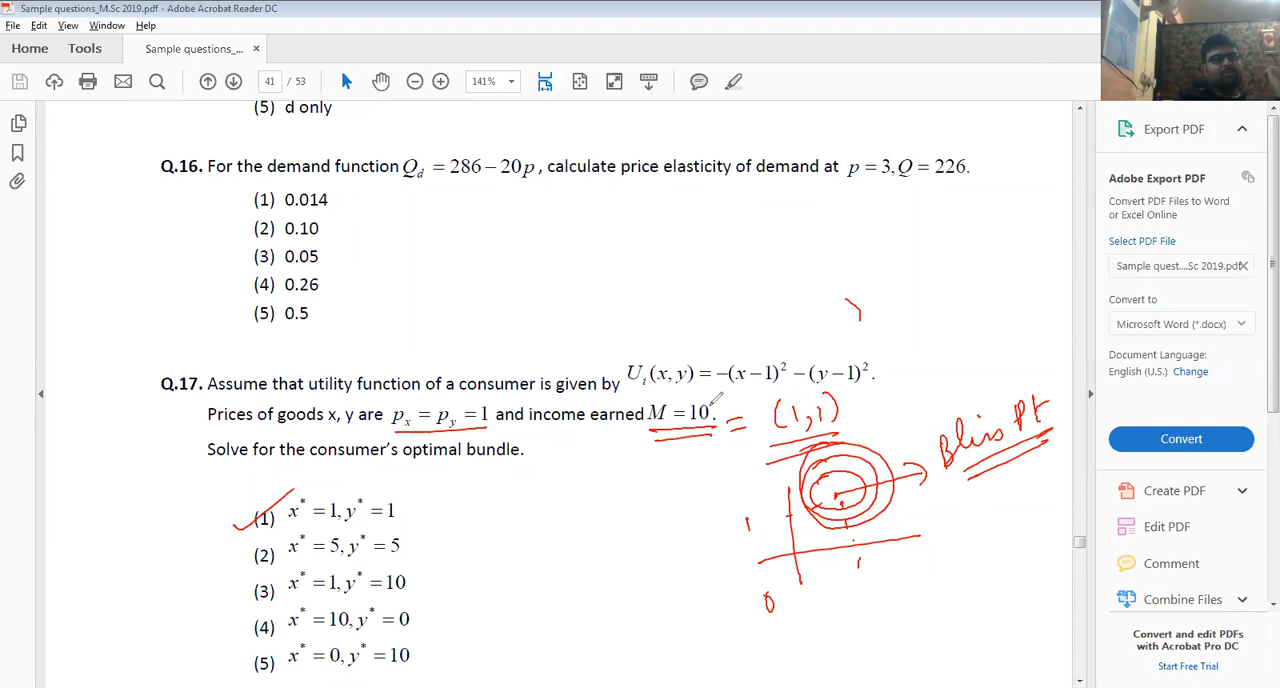 Sample questions_M.Sc 2019.pdf - Adobe Acrobat Reader DC
File Edit View Window Help
Home Tools Sample questions_... ×
41 / 53 141%
(5) d only
Q.16. For the demand function Q_d = 286 − 20p, calculate price elasticity of demand at p = 3, Q = 226.
(1) 0.014
(2) 0.10
(3) 0.05
(4) 0.26
(5) 0.5
Q.17. Assume that utility function of a consumer is given by U_i(x, y) = −(x − 1)² − (y − 1)².
Prices of goods x, y are p_x = p_y = 1 and income earned M = 10. = (1,1)
Solve for the consumer's optimal bundle.
Bliss Pt
1
1
0
(1) x* = 1, y* = 1
(2) x* = 5, y* = 5
(3) x* = 1, y* = 10
(4) x* = 10, y* = 0
(5) x* = 0, y* = 10
Export PDF
Adobe Export PDF
Convert PDF Files to Word
or Excel Online
Select PDF File
Sample quest....Sc 2019.pdf
Convert to
Microsoft Word (*.docx)
Document Language:
English (U.S.) Change
Convert
Create PDF
Edit PDF
Comment
Combine Files
Convert and edit PDFs
with Acrobat Pro DC
Start Free Trial